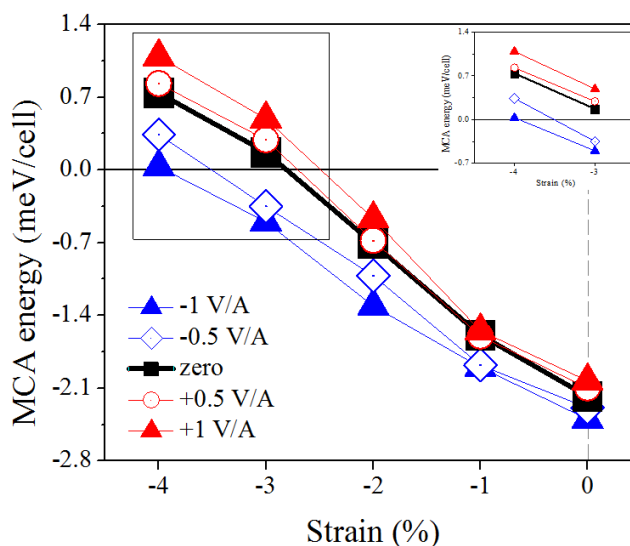 1.4
0.7
0.0
-0.7
-1.4
-2.1
-2.8
MCA energy (meV/cell)
-4
-3
-2
-1
0
Strain (%)
-1 V/A
-0.5 V/A
zero
+0.5 V/A
+1 V/A
1.4
0.7
0.0
-0.7
MCA energy (meV/cell)
-4
-3
Strain (%)